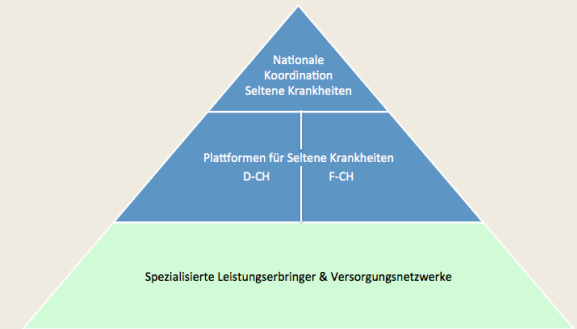 Nationale
Koordination
Seltene Krankheiten
Plattformen für Seltene Krankheiten
D-CH F-CH
Spezialisierte Leistungserbringer & Versorgungsnetzwerke